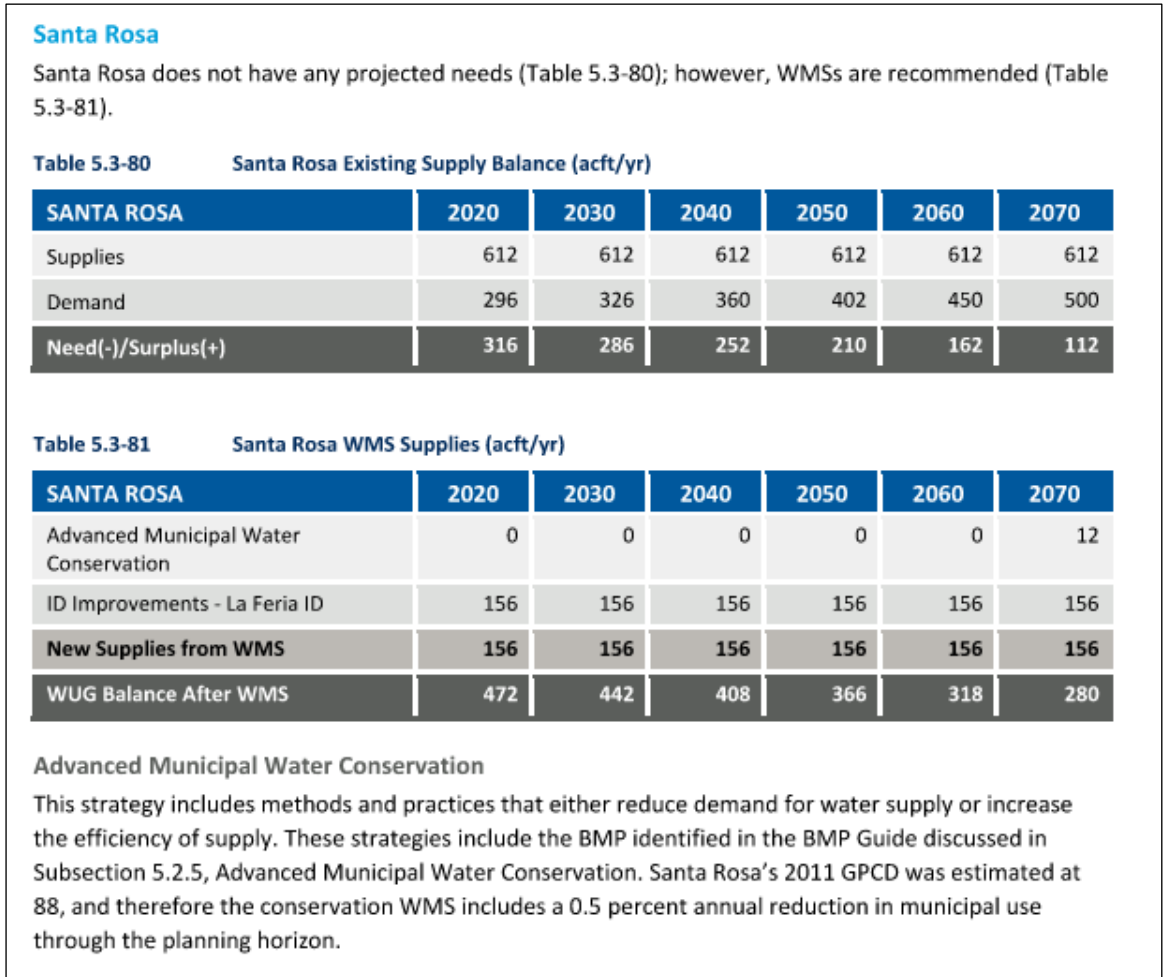 Santa Rosa
Santa Rosa does not have any projected needs (Table 5.3-80); however, WMSs are recommended (Table
5.3-81).
Table 5.3-80 Santa Rosa Existing Supply Balance (acft/yr)
SANTA ROSA 2020 2030 2040 2050 2060 2070
Supplies 612 612 612 612 612 612
Demand 296 326 360 402 450 500
Need(-)/Surplus(+) 316 286 252 210 162 112
Table 5.3-81 Santa Rosa WMS Supplies (acft/yr)
SANTA ROSA 2020 2030 2040 2050 2060 2070
Advanced Municipal Water 0 0 0 0 0 12
Conservation
ID Improvements - La Feria ID 156 156 156 156 156 156
New Supplies from WMS 156 156 156 156 156 156
WUG Balance After WMS 472 442 408 366 318 280
Advanced Municipal Water Conservation
This strategy includes methods and practices that either reduce demand for water supply or increase
the efficiency of supply. These strategies include the BMP identified in the BMP Guide discussed in
Subsection 5.2.5, Advanced Municipal Water Conservation. Santa Rosa's 2011 GPCD was estimated at
88, and therefore the conservation WMS includes a 0.5 percent annual reduction in municipal use
through the planning horizon.